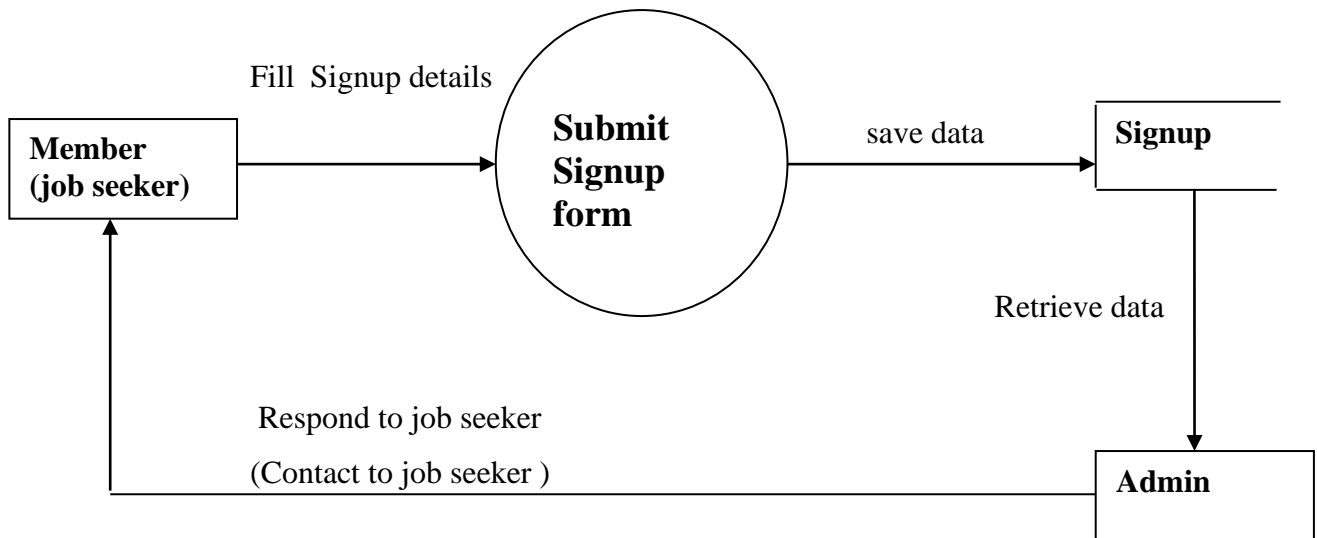 Fill  Signup details
Member
(job seeker)
Submit
Signup
form
save data
Signup
Retrieve data
Respond to job seeker
(Contact to job seeker )
Admin